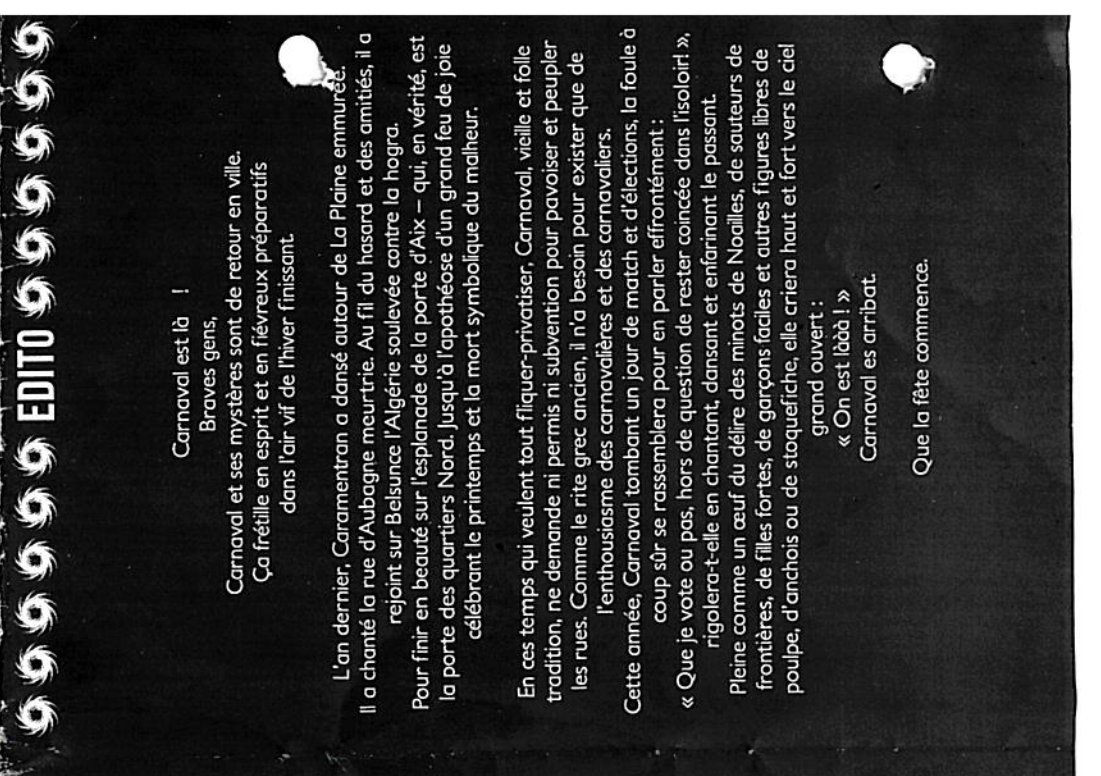 EDITO
Carnaval est là !
Braves gens,
Carnaval et ses mystères sont de retour en ville.
Ça frétille en esprit et en fiévreux préparatifs
dans l'air vif de l'hiver finissant.
L'an dernier, Caramentran a dansé autour de La Plaine emmurée.
Il a chanté la rue d'Aubagne meurtrie. Au fil du hasard et des amitiés, il a
rejoint sur Belsunce l'Algérie soulevée contre la hogra.
Pour finir en beauté sur l'esplanade de la porte d'Aix – qui, en vérité, est
la porte des quartiers Nord. Jusqu'à l'apothéose d'un grand feu de joie
célébrant le printemps et la mort symbolique du malheur.
En ces temps qui veulent tout fliquer-privatiser, Carnaval, vieille et folle
tradition, ne demande ni permis ni subvention pour pavoiser et peupler
les rues. Comme le rite grec ancien, il n'a besoin pour exister que de
l'enthousiasme des carnavalières et des carnavaliers.
Cette année, Carnaval tombant un jour de match et d'élections, la foule à
coup sûr se rassemblera pour en parler effrontément :
« Que je vote ou pas, hors de question de rester coincée dans l'isoloir! »,
rigolera-t-elle en chantant, dansant et enfarinant le passant.
Pleine comme un œuf du délire des minots de Noailles, de sauteurs de
frontières, de filles fortes, de garçons faciles et autres figures libres de
poulpe, d'anchois ou de stoquefiche, elle criera haut et fort vers le ciel
grand ouvert :
« On est lààà ! »
Carnaval es arribat.
Que la fête commence.